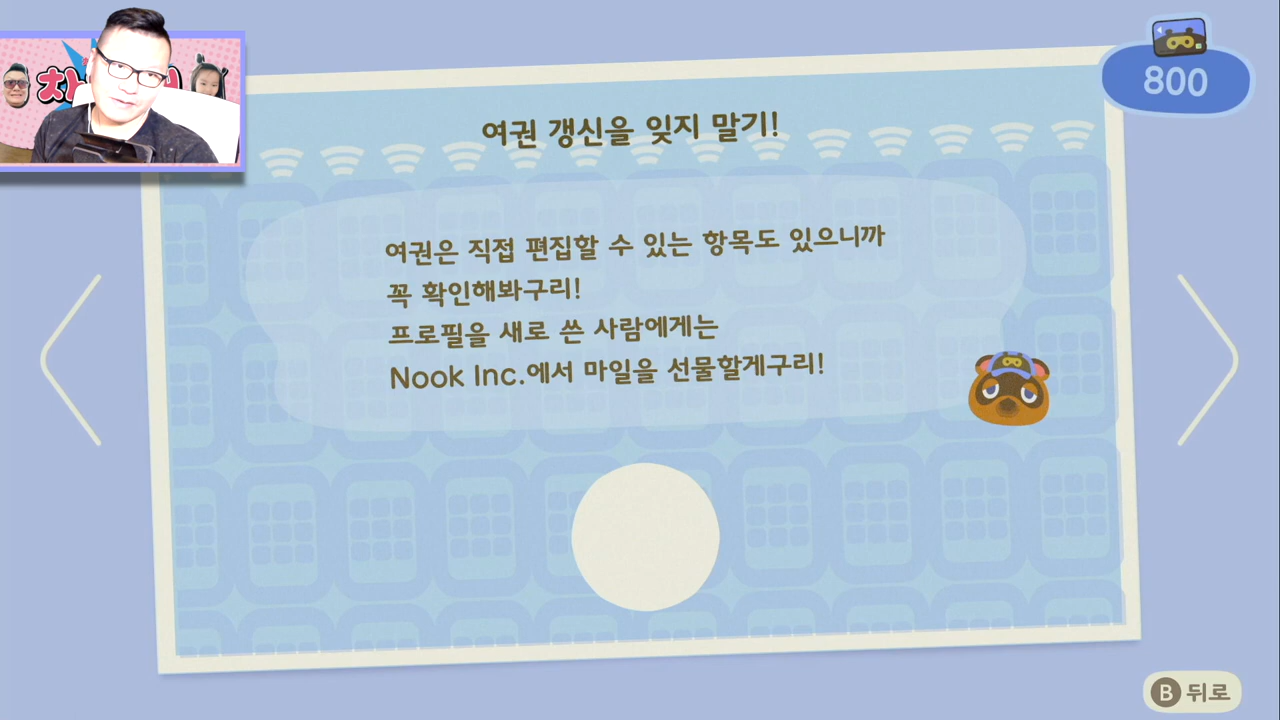 800
여권 갱신을 잊지 말기!
여권은 직접 편집할 수 있는 항목도 있으니까
꼭 확인해봐구리!
프로필을 새로 쓴 사람에게는
Nook Inc.에서 마일을 선물할게구리!
B 뒤로